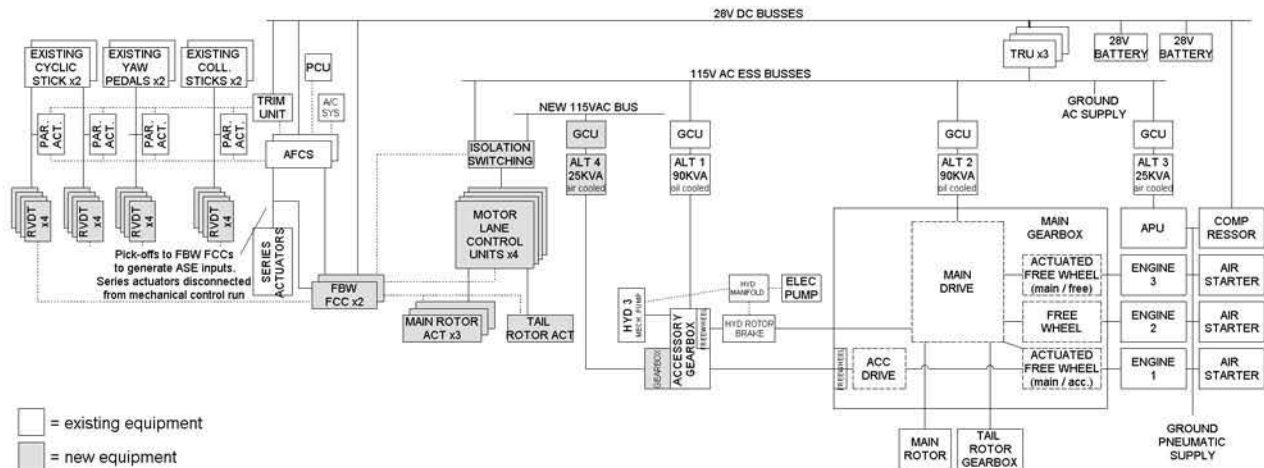 28V DC BUSSES
EXISTING
CYCLIC
STICK x2
EXISTING
YAW
PEDALS x2
EXISTING
COLL.
STICKS x2
PCU
TRIM
UNIT
A/C
SYS
PAR.
ACT.
PAR.
ACT.
PAR.
ACT.
PAR.
ACT.
AFCS
RVDT
x4
RVDT
x4
RVDT
x4
RVDT
x4
Pick-offs to FBW FCCs
to generate ASE inputs.
Series actuators disconnected
from mechanical control run
SERIES
ACTUATORS
FBW
FCC x2
TRU x3
28V
BATTERY
28V
BATTERY
115V AC ESS BUSSES
GROUND
AC SUPPLY
NEW 115VAC BUS
ISOLATION
SWITCHING
MOTOR
LANE
CONTROL
UNITS x4
MAIN ROTOR
ACT x3
TAIL
ROTOR ACT
GCU
ALT 4
25KVA
air cooled
GCU
ALT 1
90KVA
oil cooled
GCU
ALT 2
90KVA
oil cooled
GCU
ALT 3
25KVA
air cooled
HYD 3
MECH. PUMP
HYD
MANIFOLD
ELEC
PUMP
HYD ROTOR
BRAKE
FREEWHEEL
GEARBOX
ACCESSORY
GEARBOX
MAIN
GEARBOX
MAIN
DRIVE
ACTUATED
FREE WHEEL
(main / free)
FREE
WHEEL
ACTUATED
FREE WHEEL
(main / acc.)
FREEWHEEL
ACC
DRIVE
APU
COMP
RESSOR
ENGINE
3
AIR
STARTER
ENGINE
2
AIR
STARTER
ENGINE
1
AIR
STARTER
MAIN
ROTOR
TAIL
ROTOR
GEARBOX
GROUND
PNEUMATIC
SUPPLY
= existing equipment
= new equipment